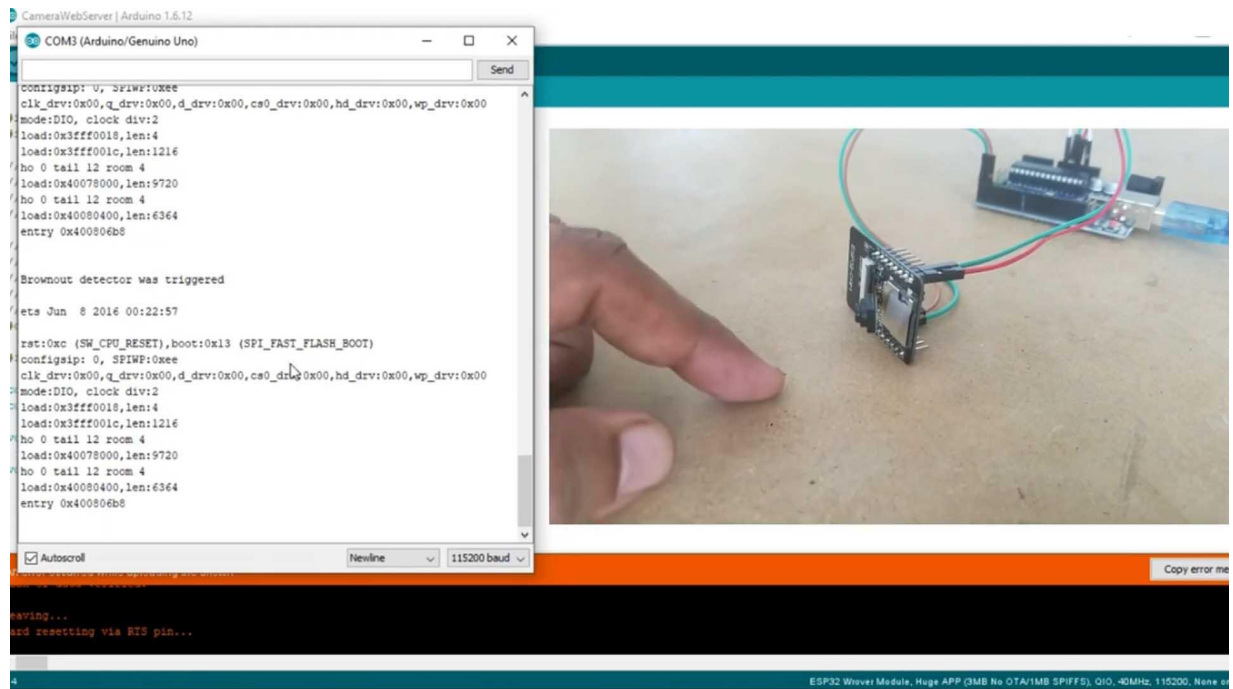 CameraWebServer | Arduino 1.6.12
COM3 (Arduino/Genuino Uno)
Send
configsip: 0, SPIWP:0xee
clk_drv:0x00,q_drv:0x00,d_drv:0x00,cs0_drv:0x00,hd_drv:0x00,wp_drv:0x00
mode:DIO, clock div:2
load:0x3fff0018,len:4
load:0x3fff001c,len:1216
ho 0 tail 12 room 4
load:0x40078000,len:9720
ho 0 tail 12 room 4
load:0x40080400,len:6364
entry 0x400806b8
Brownout detector was triggered
ets Jun  8 2016 00:22:57
rst:0xc (SW_CPU_RESET),boot:0x13 (SPI_FAST_FLASH_BOOT)
configsip: 0, SPIWP:0xee
clk_drv:0x00,q_drv:0x00,d_drv:0x00,cs0_drv:0x00,hd_drv:0x00,wp_drv:0x00
mode:DIO, clock div:2
load:0x3fff0018,len:4
load:0x3fff001c,len:1216
ho 0 tail 12 room 4
load:0x40078000,len:9720
ho 0 tail 12 room 4
load:0x40080400,len:6364
entry 0x400806b8
Autoscroll
Newline
115200 baud
Copy error me
eaving...
ard resetting via RTS pin...
4
ESP32 Wrover Module, Huge APP (3MB No OTA/1MB SPIFFS), QIO, 40MHz, 115200, None on